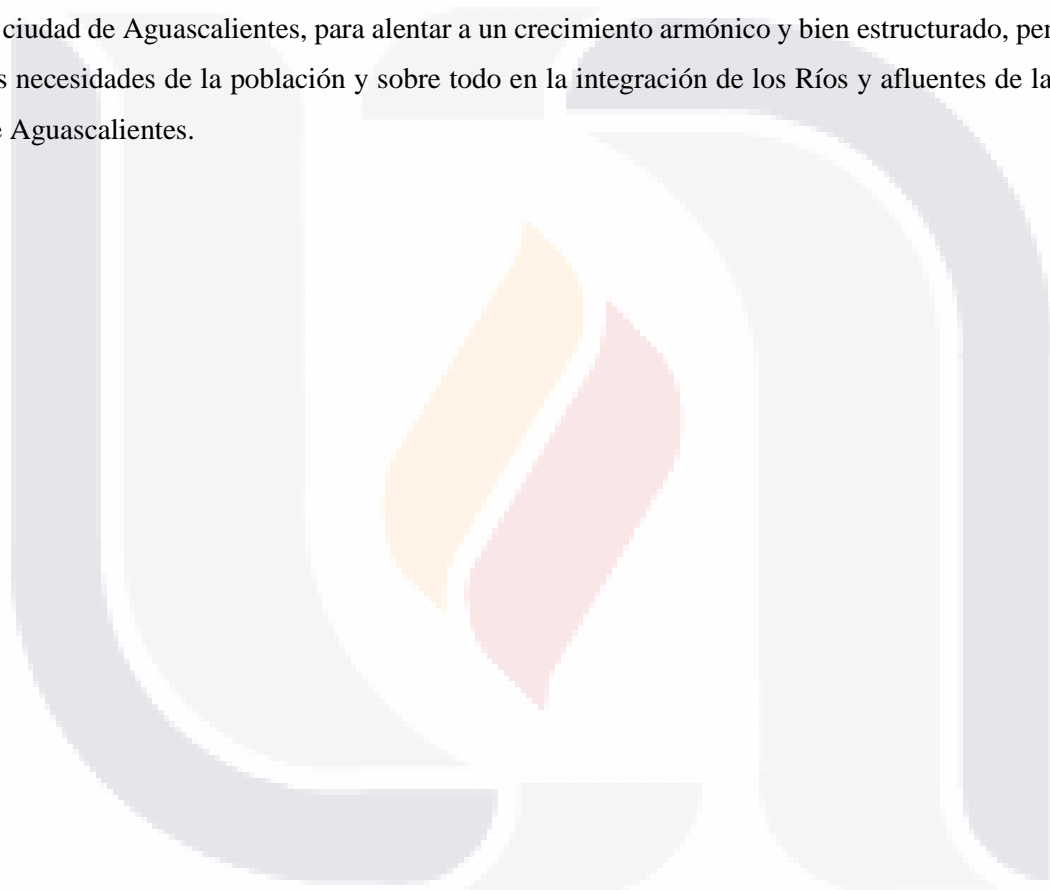 ciudad de Aguascalientes, para alentar a un crecimiento armónico y bien estructurado, per
s necesidades de la población y sobre todo en la integración de los Ríos y afluentes de la
e Aguascalientes.